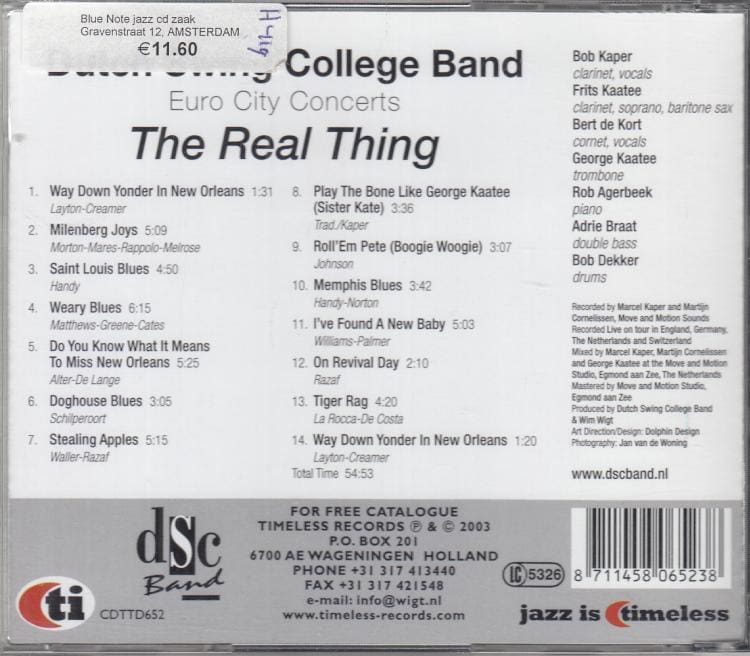 Blue Note jazz cd zaak
Gravenstraat 12, AMSTERDAM
€11.60
Dutch Swing College Band
Euro City Concerts
The Real Thing
1. Way Down Yonder In New Orleans 1:31
Layton-Creamer
2. Milenberg Joys 5:09
Morton-Mares-Rappolo-Melrose
3. Saint Louis Blues 4:50
Handy
4. Weary Blues 6:15
Matthews-Greene-Cates
5. Do You Know What It Means
To Miss New Orleans 5:25
Alter-De Lange
6. Doghouse Blues 3:05
Schilperoort
7. Stealing Apples 5:15
Waller-Razaf
8. Play The Bone Like George Kaatee
(Sister Kate) 3:36
Trad./Kaper
9. Roll'Em Pete (Boogie Woogie) 3:07
Johnson
10. Memphis Blues 3:42
Handy-Norton
11. I've Found A New Baby 5:03
Williams-Palmer
12. On Revival Day 2:10
Razaf
13. Tiger Rag 4:20
La Rocca-De Costa
14. Way Down Yonder In New Orleans 1:20
Layton-Creamer
Total Time 54:53
Bob Kaper
clarinet, vocals
Frits Kaatee
clarinet, soprano, baritone sax
Bert de Kort
cornet, vocals
George Kaatee
trombone
Rob Agerbeek
piano
Adrie Braat
double bass
Bob Dekker
drums
Recorded by Marcel Kaper and Martijn
Cornelissen, Move and Motion Sounds
Recorded Live on tour in England, Germany,
The Netherlands and Switzerland
Mixed by Marcel Kaper, Martijn Cornelissen
and George Kaatee at the Move and Motion
Studio, Egmond aan Zee, The Netherlands
Mastered by Move and Motion Studio,
Egmond aan Zee
Produced by Dutch Swing College Band
& Wim Wigt
Art Direction/Design: Dolphin Design
Photography: Jan van de Woning
www.dscband.nl
dsc
Band
ti
CDTTD652
FOR FREE CATALOGUE
TIMELESS RECORDS ℗ & © 2003
P.O. BOX 201
6700 AE WAGENINGEN HOLLAND
PHONE +31 317 413440
FAX +31 317 421548
e-mail: info@wigt.nl
www.timeless-records.com
LC 5326
8 711458 065238
jazz is timeless